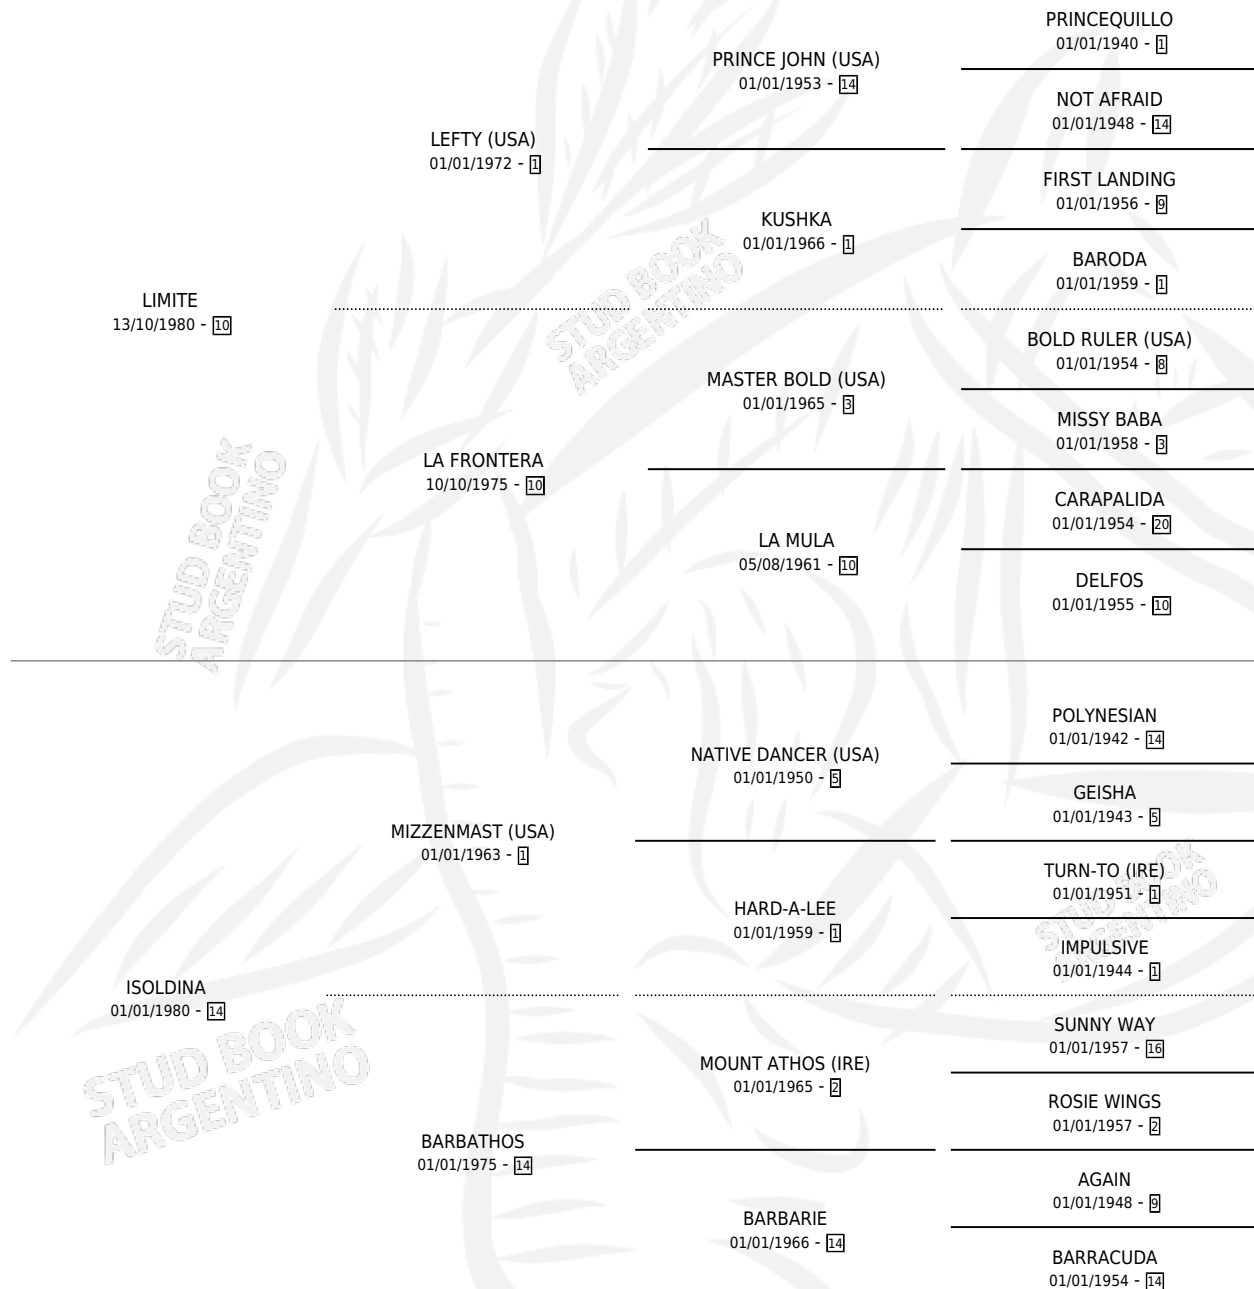 PRINCEQUILLO
01/01/1940 - 1
PRINCE JOHN (USA)
01/01/1953 - 14
NOT AFRAID
01/01/1948 - 14
LEFTY (USA)
01/01/1972 - 1
FIRST LANDING
01/01/1956 - 9
KUSHKA
01/01/1966 - 1
BARODA
01/01/1959 - 1
LIMITE
13/10/1980 - 10
BOLD RULER (USA)
01/01/1954 - 8
MASTER BOLD (USA)
01/01/1965 - 3
MISSY BABA
01/01/1958 - 3
LA FRONTERA
10/10/1975 - 10
CARAPALIDA
01/01/1954 - 20
LA MULA
05/08/1961 - 10
DELFOS
01/01/1955 - 10
POLYNESIAN
01/01/1942 - 14
NATIVE DANCER (USA)
01/01/1950 - 5
GEISHA
01/01/1943 - 5
MIZZENMAST (USA)
01/01/1963 - 1
TURN-TO (IRE)
01/01/1951 - 1
HARD-A-LEE
01/01/1959 - 1
IMPULSIVE
01/01/1944 - 1
ISOLDINA
01/01/1980 - 14
SUNNY WAY
01/01/1957 - 16
MOUNT ATHOS (IRE)
01/01/1965 - 2
ROSIE WINGS
01/01/1957 - 2
BARBATHOS
01/01/1975 - 14
AGAIN
01/01/1948 - 9
BARBARIE
01/01/1966 - 14
BARRACUDA
01/01/1954 - 14
STUD BOOK
ARGENTINO
STUD BOOK
ARGENTINO
STUD BOOK
ARGENTINO
STUD BOOK
ARGENTINO